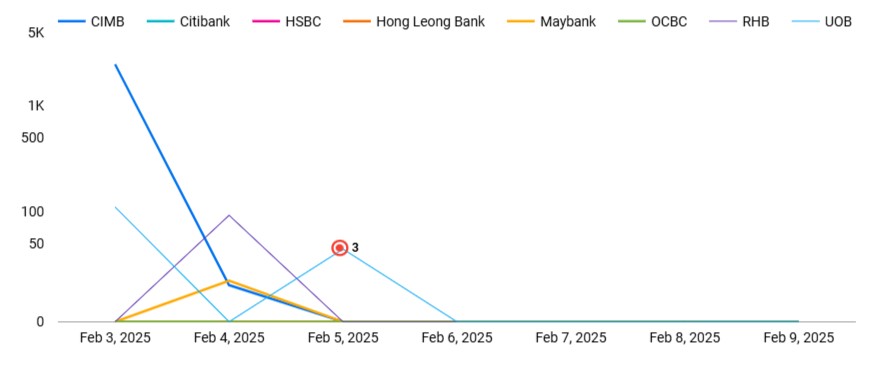 CIMB Citibank HSBC Hong Leong Bank Maybank OCBC RHB UOB
5K
1K
500
100
50
3
0
Feb 3, 2025 Feb 4, 2025 Feb 5, 2025 Feb 6, 2025 Feb 7, 2025 Feb 8, 2025 Feb 9, 2025